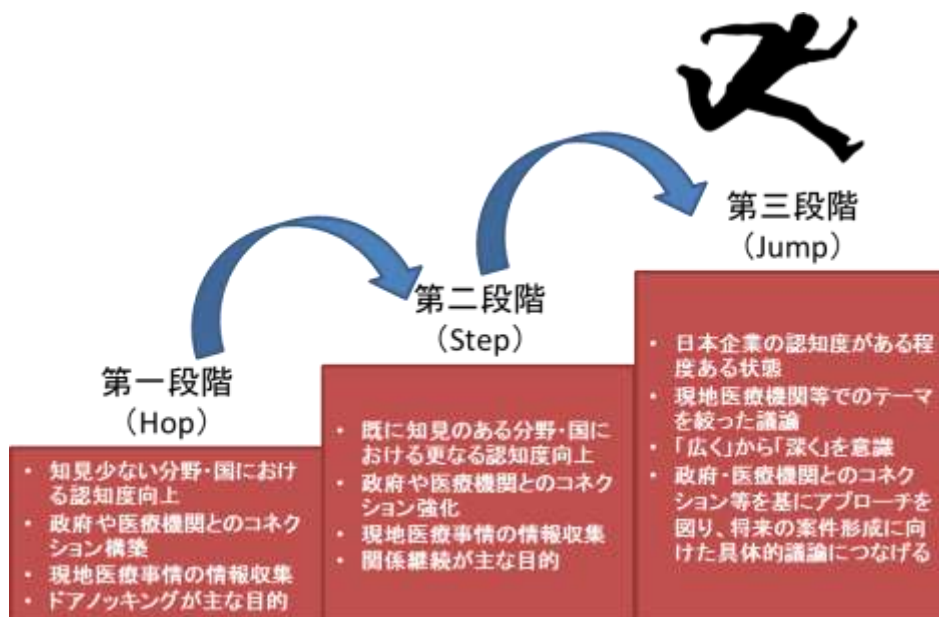 第一段階
（Hop）
• 知見少ない分野・国におけ
る認知度向上
• 政府や医療機関とのコネク
ション構築
• 現地医療事情の情報収集
• ドアノッキングが主な目的
第二段階
（Step）
• 既に知見のある分野・国に
おける更なる認知度向上
• 政府や医療機関とのコネク
ション強化
• 現地医療事情の情報収集
• 関係継続が主な目的
第三段階
（Jump）
• 日本企業の認知度がある程
度ある状態
• 現地医療機関等でのテーマ
を絞った議論
• 「広く」から「深く」を意識
• 政府・医療機関とのコネク
ション等を基にアプローチを
図り、将来の案件形成に向
けた具体的議論につなげる